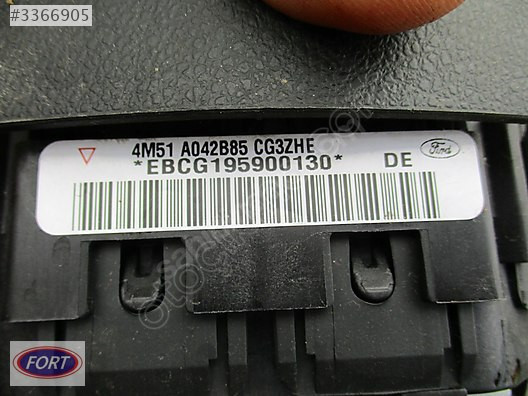 #3366905
4M51 A042B85 CG3ZHE
*EBCG195900130*
DE
Ford
FORT